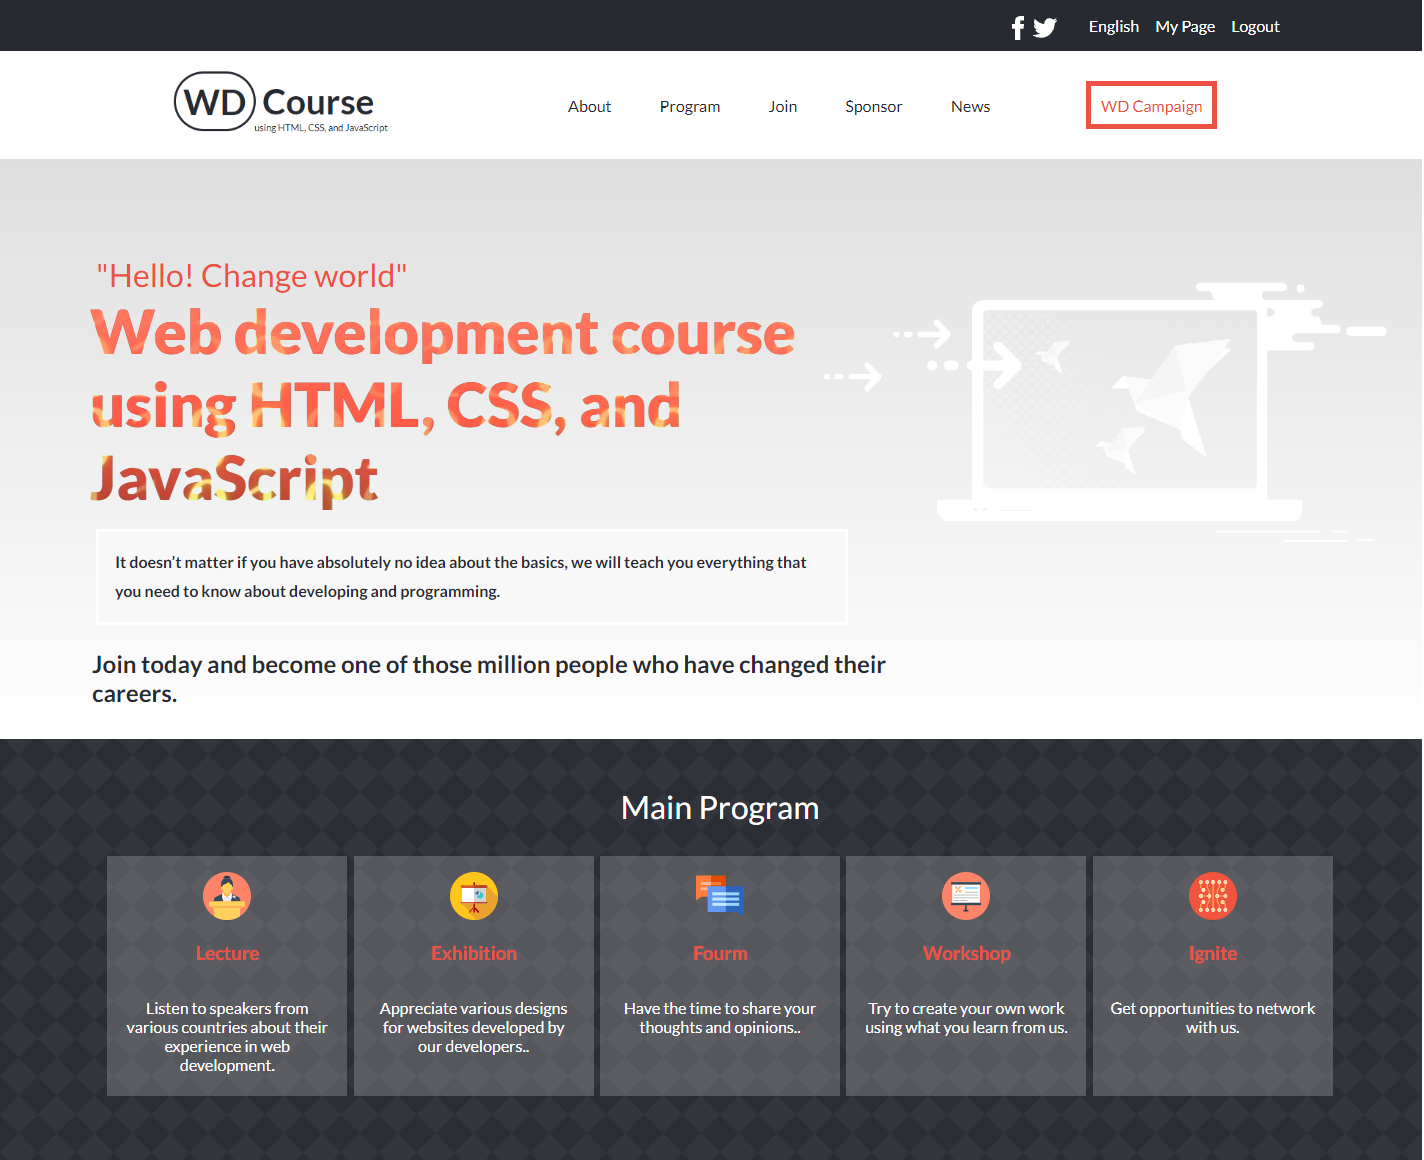 English My Page Logout
WD Course
using HTML, CSS, and JavaScript
About Program Join Sponsor News WD Campaign
"Hello! Change world"
Web development course
using HTML, CSS, and
JavaScript
It doesn’t matter if you have absolutely no idea about the basics, we will teach you everything that
you need to know about developing and programming.
Join today and become one of those million people who have changed their
careers.
Main Program
Lecture
Listen to speakers from
various countries about their
experience in web
development.
Exhibition
Appreciate various designs
for websites developed by
our developers..
Fourm
Have the time to share your
thoughts and opinions..
Workshop
Try to create your own work
using what you learn from us.
Ignite
Get opportunities to network
with us.